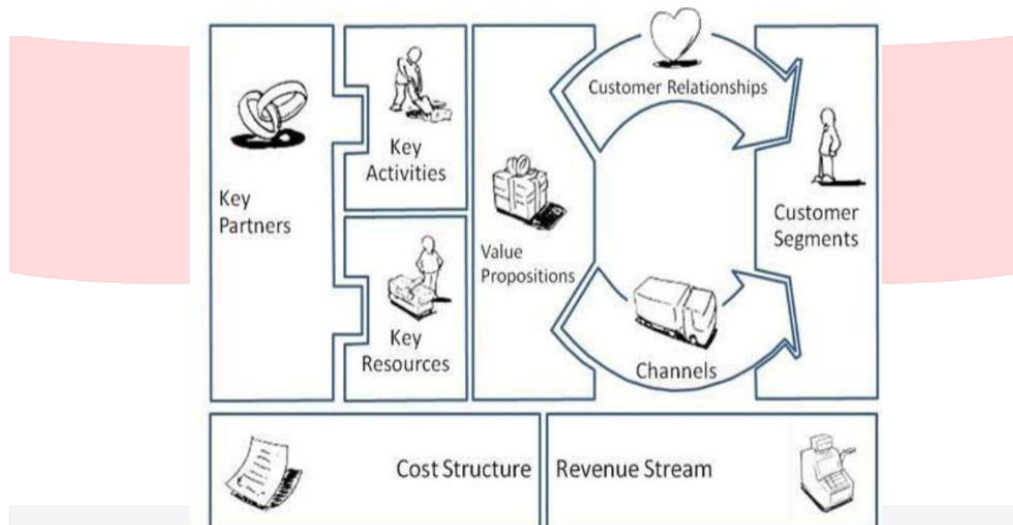 Key
Partners
Key
Activities
Key
Resources
Value
Propositions
Customer Relationships
Channels
Customer
Segments
Cost Structure
Revenue Stream